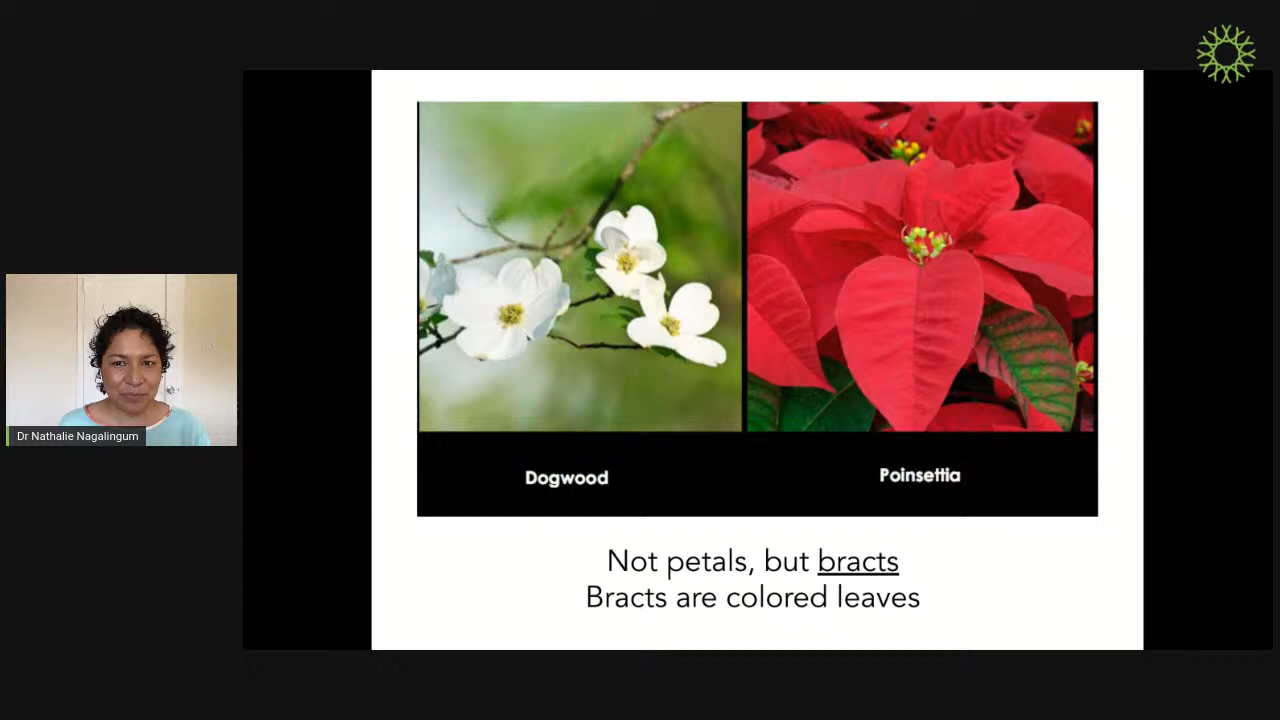 Dr Nathalie Nagalingum
Dogwood
Poinsettia
Not petals, but bracts
Bracts are colored leaves